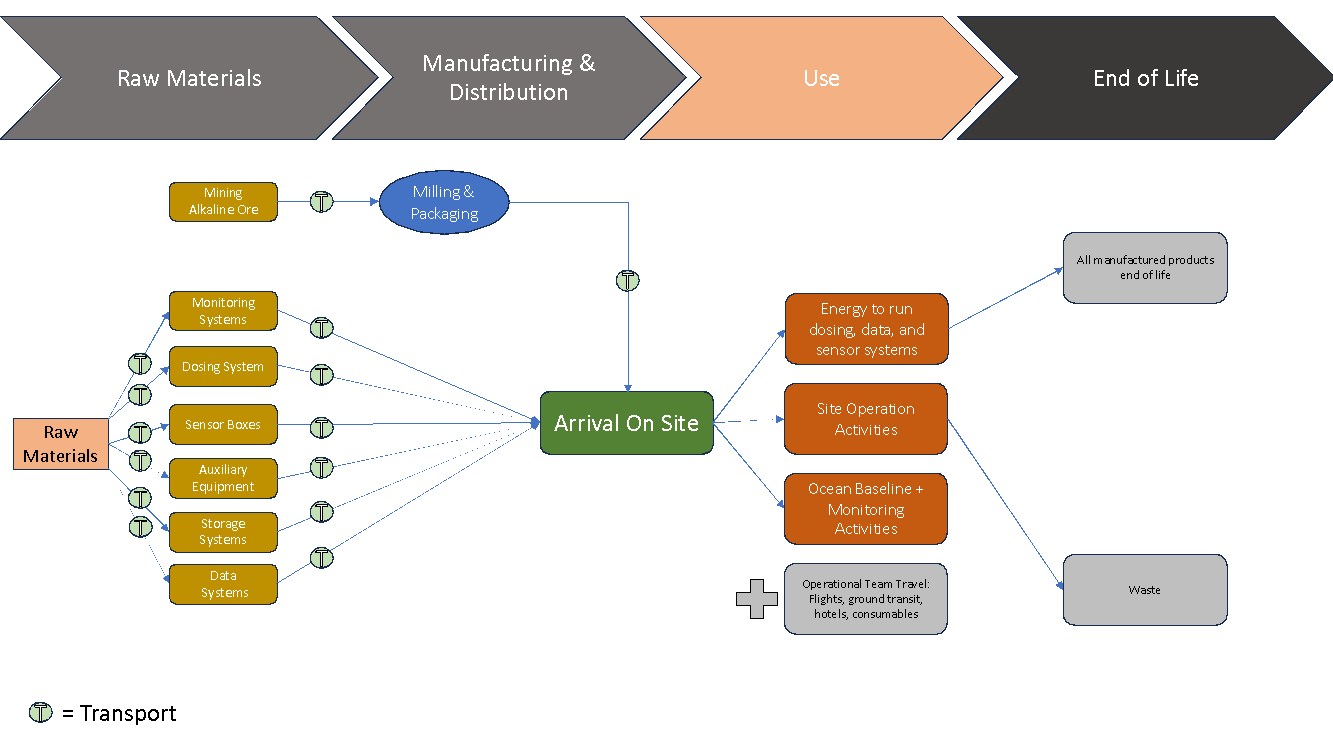 Raw Materials
Manufacturing &
Distribution
Use
End of Life
Mining
Alkaline Ore
T
Milling &
Packaging
T
All manufactured products
end of life
Monitoring
Systems
T
T
Dosing System
T
T
Sensor Boxes
T
T
Auxiliary
Equipment
T
T
Storage
Systems
T
T
Data
Systems
T
T
Raw
Materials
Arrival On Site
Energy to run
dosing, data, and
sensor systems
Site Operation
Activities
Ocean Baseline +
Monitoring
Activities
Operational Team Travel:
Flights, ground transit,
hotels, consumables
Waste
T = Transport